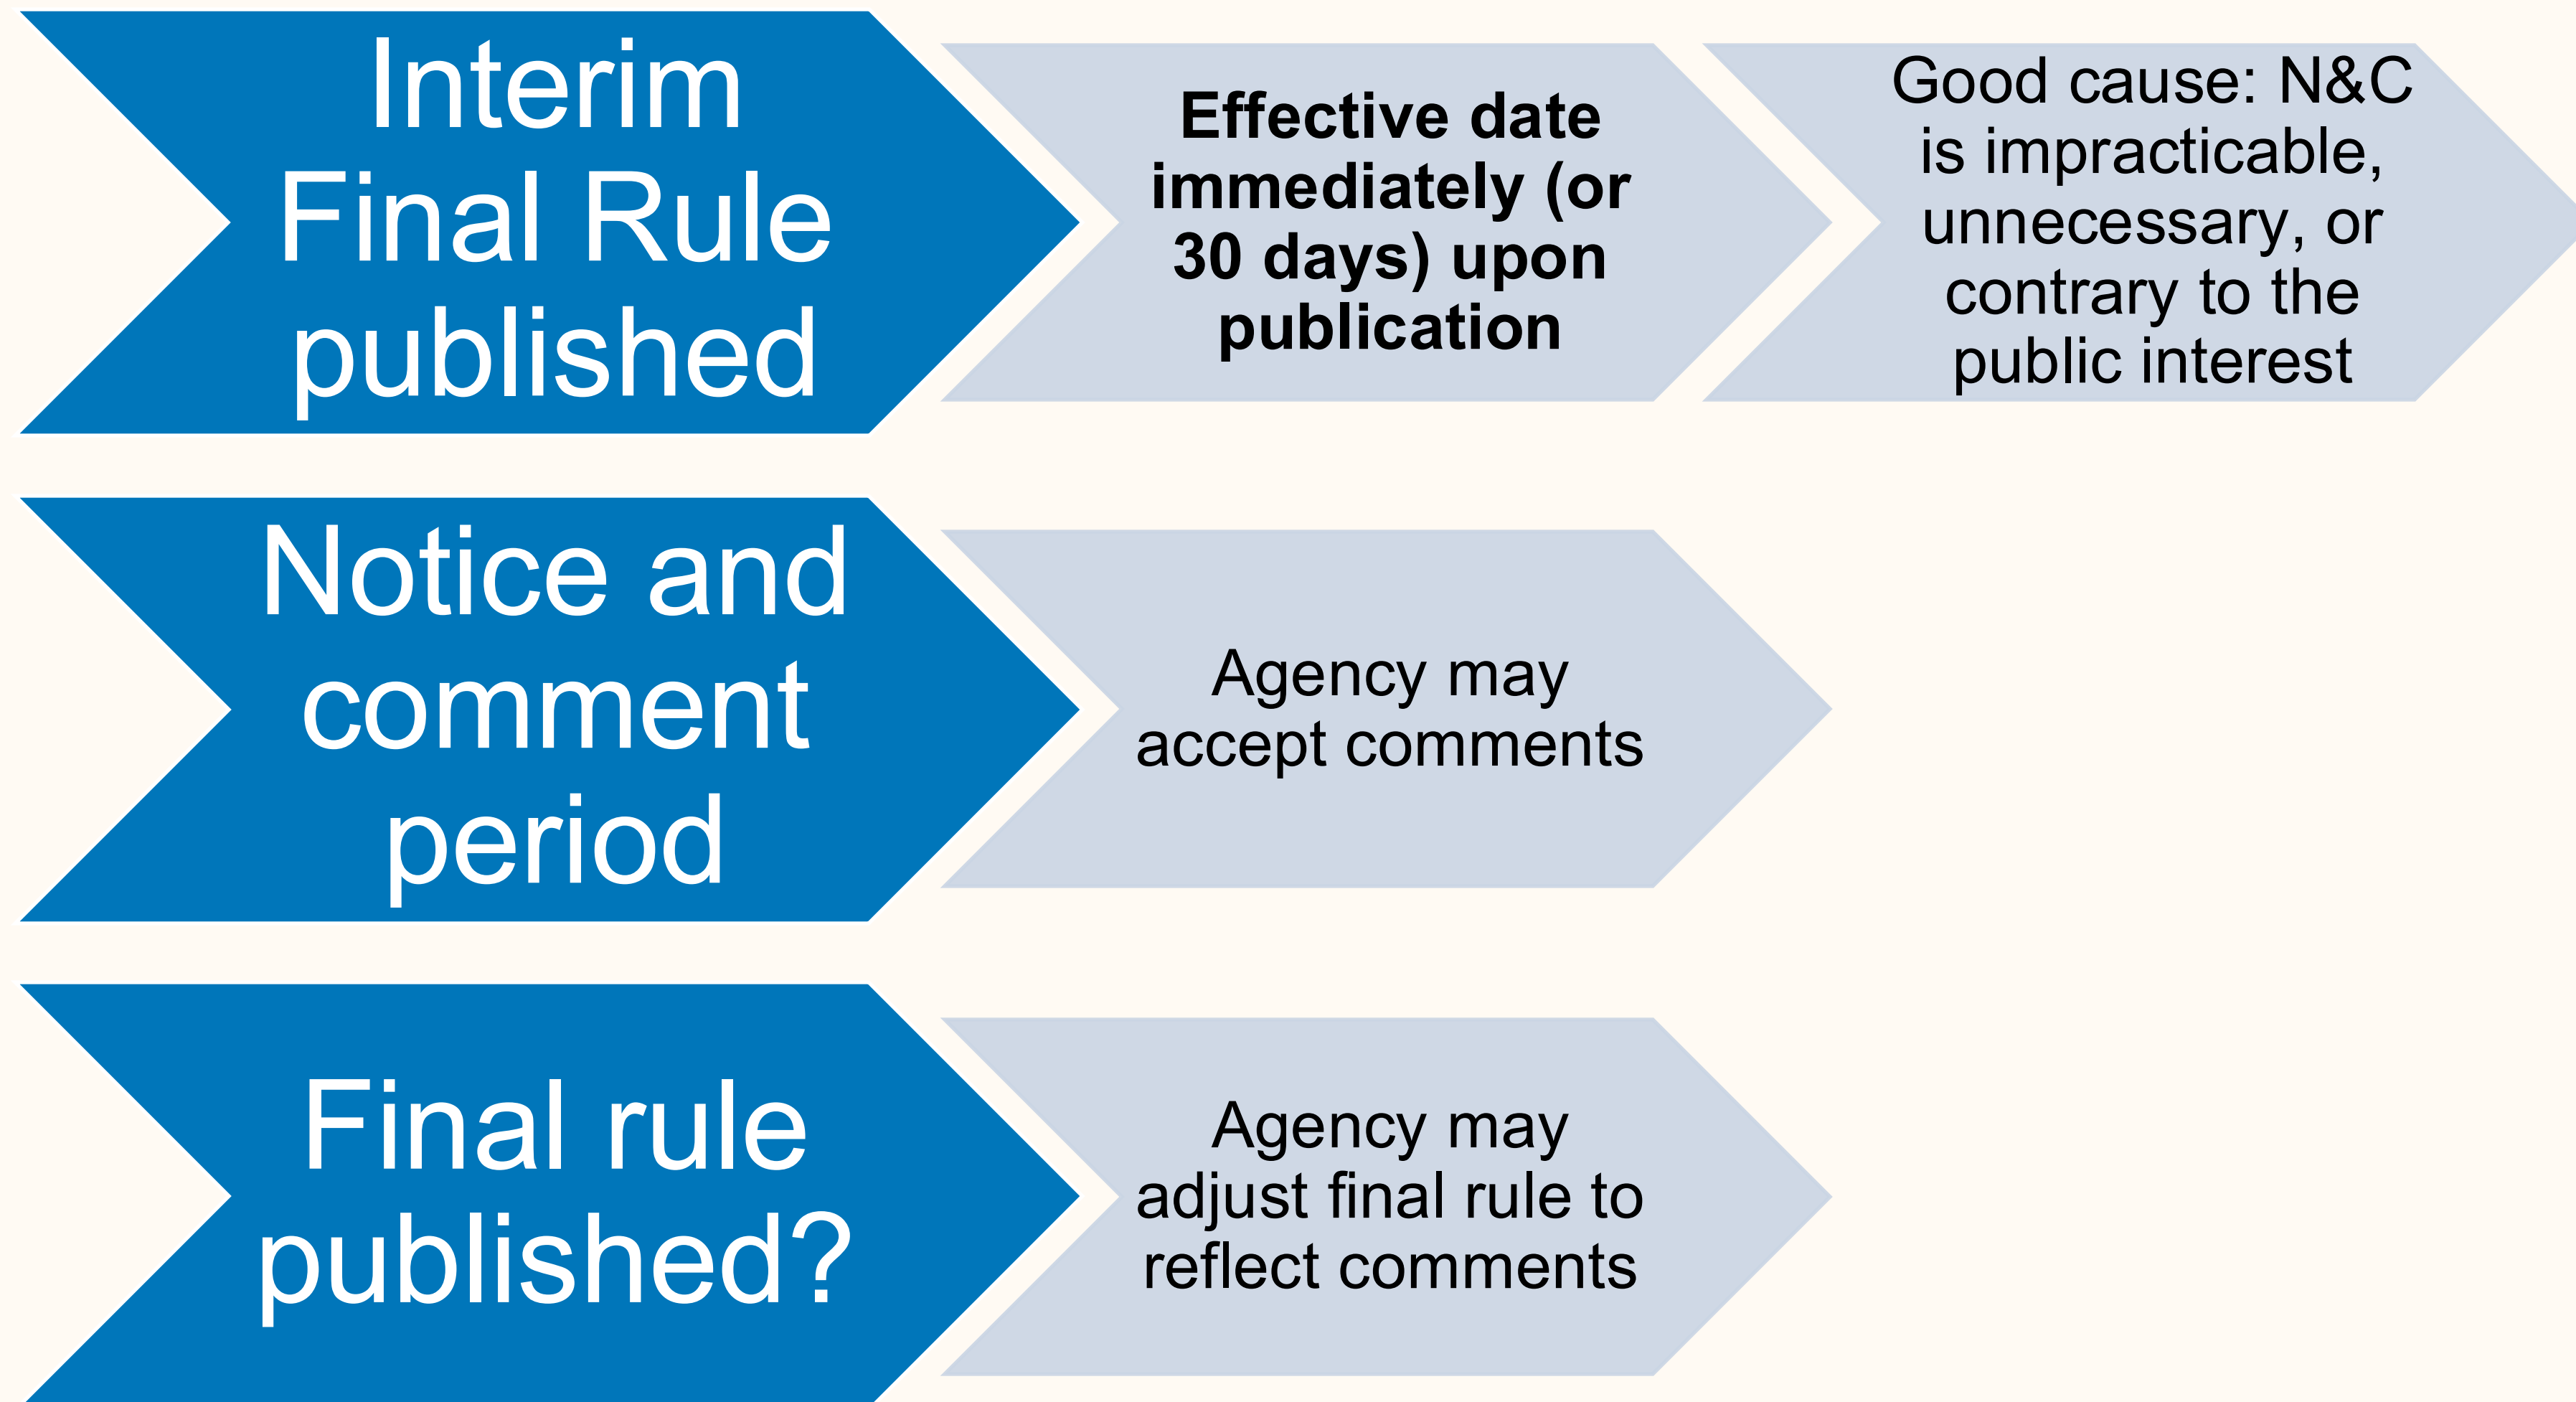 Interim
Final Rule
published
Effective date
immediately (or
30 days) upon
publication
Good cause: N&C
is impracticable,
unnecessary, or
contrary to the
public interest
Notice and
comment
period
Agency may
accept comments
Final rule
published?
Agency may
adjust final rule to
reflect comments